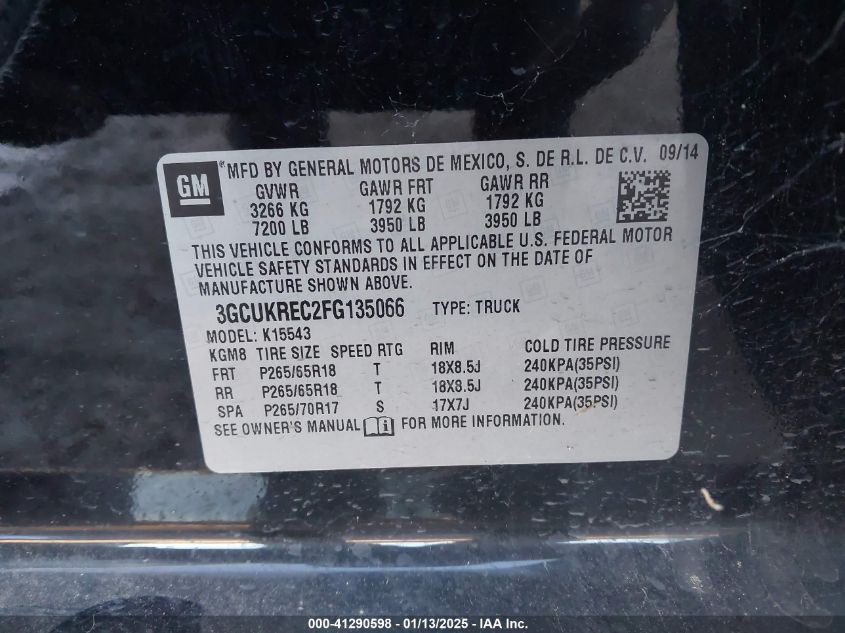 GM ® MFD BY GENERAL MOTORS DE MEXICO, S. DE R.L. DE C.V. 09/14
GVWR GAWR FRT GAWR RR
3266 KG 1792 KG 1792 KG
7200 LB 3950 LB 3950 LB
THIS VEHICLE CONFORMS TO ALL APPLICABLE U.S. FEDERAL MOTOR
VEHICLE SAFETY STANDARDS IN EFFECT ON THE DATE OF
MANUFACTURE SHOWN ABOVE.
3GCUKREC2FG135066 TYPE: TRUCK
MODEL: K15543
KGM8 TIRE SIZE SPEED RTG RIM COLD TIRE PRESSURE
FRT P265/65R18 T 18X8.5J 240KPA(35PSI)
RR P265/65R18 T 18X8.5J 240KPA(35PSI)
SPA P265/70R17 S 17X7J 240KPA(35PSI)
SEE OWNER'S MANUAL FOR MORE INFORMATION.
000-41290598 - 01/13/2025 - IAA Inc.